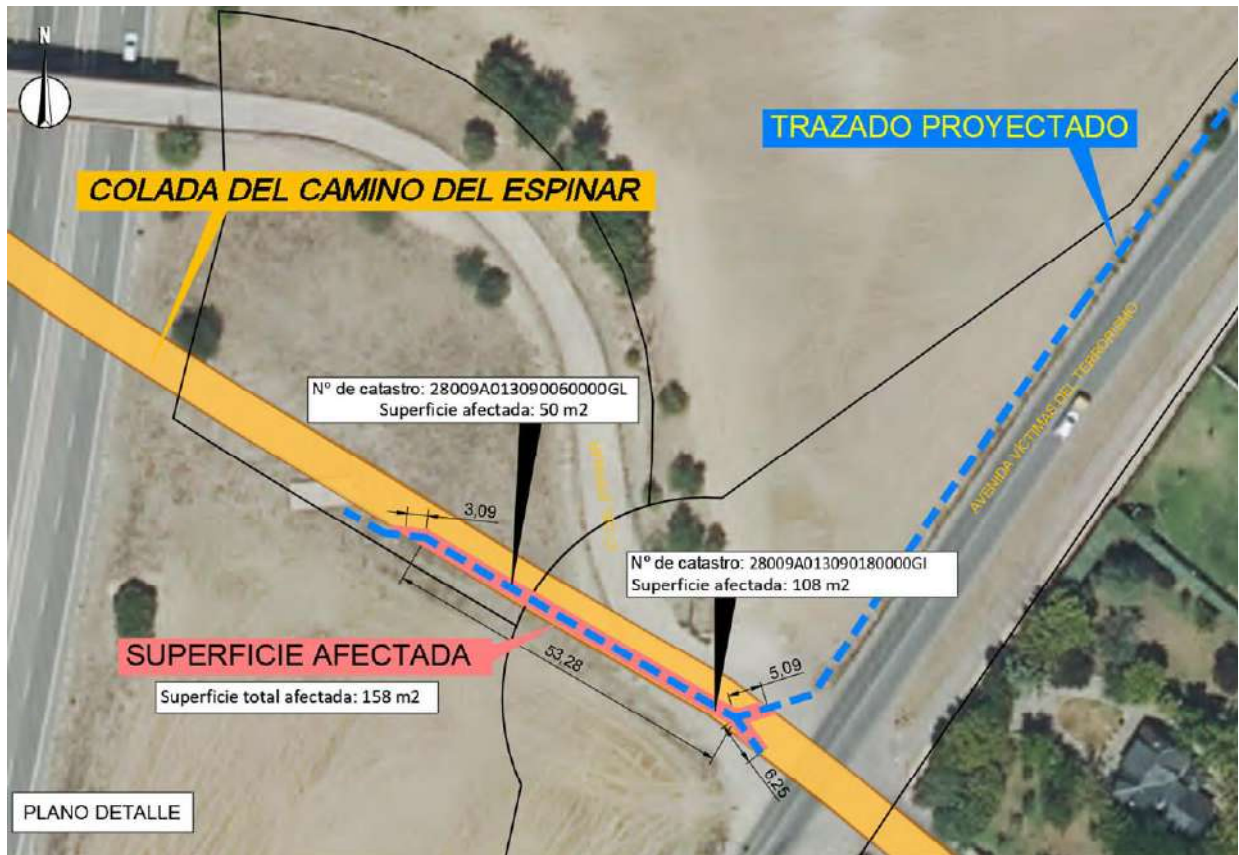 N
TRAZADO PROYECTADO
COLADA DEL CAMINO DEL ESPINAR
Nº de catastro: 28009A013090060000GL
Superficie afectada: 50 m2
AVENIDA VÍCTIMAS DEL TERRORISMO
3,09
Nº de catastro: 28009A013090180000GI
Superficie afectada: 108 m2
SUPERFICIE AFECTADA
53,28
5,09
Superficie total afectada: 158 m2
6,25
PLANO DETALLE